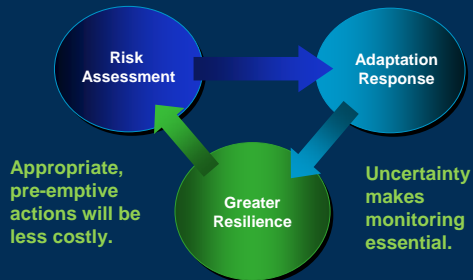 Risk
Assessment
Adaptation
Response
Appropriate,
pre-emptive
actions will be
less costly.
Greater
Resilience
Uncertainty
makes
monitoring
essential.